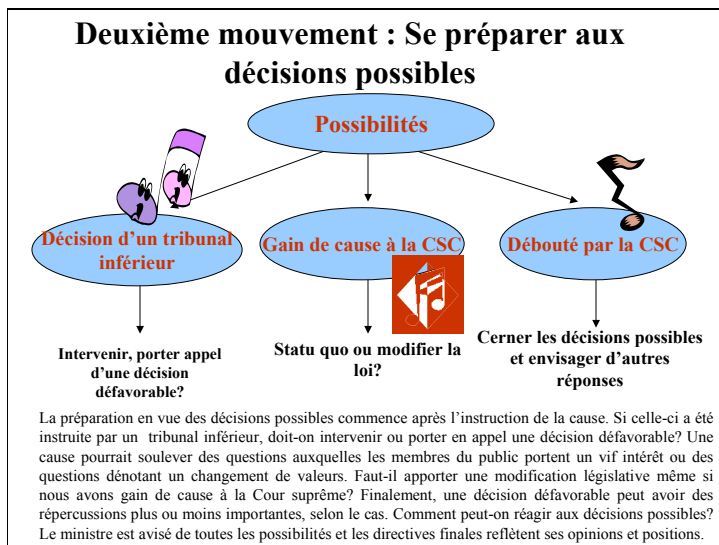 Deuxième mouvement : Se préparer aux
décisions possibles
Possibilités
Décision d'un tribunal
inférieur
Gain de cause à la CSC
Débouté par la CSC
Intervenir, porter appel
d'une décision
défavorable?
Statu quo ou modifier la
loi?
Cerner les décisions possibles
et envisager d'autres
réponses
La préparation en vue des décisions possibles commence après l'instruction de la cause. Si celle-ci a été
instruite par un tribunal inférieur, doit-on intervenir ou porter en appel une décision défavorable? Une
cause pourrait soulever des questions auxquelles les membres du public portent un vif intérêt ou des
questions dénotant un changement de valeurs. Faut-il apporter une modification législative même si
nous avons gain de cause à la Cour suprême? Finalement, une décision défavorable peut avoir des
répercussions plus ou moins importantes, selon le cas. Comment peut-on réagir aux décisions possibles?
Le ministre est avisé de toutes les possibilités et les directives finales reflètent ses opinions et positions.